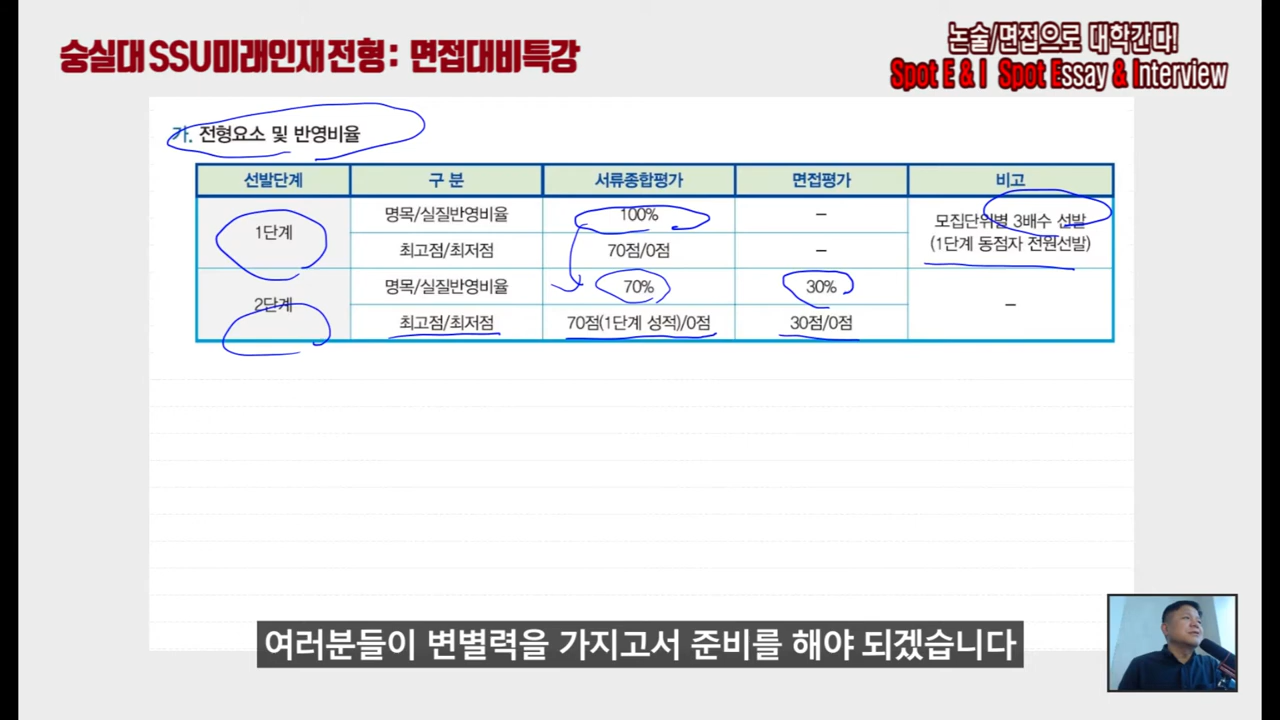 숭실대 SSU미래인재 전형 : 면접대비특강
논술/면접으로 대학간다!
Spot E & I Spot Essay & Interview
가. 전형요소 및 반영비율
선발단계 구 분 서류종합평가 면접평가 비고
1단계 명목/실질반영비율 100% – 모집단위별 3배수 선발
(1단계 동점자 전원선발)
최고점/최저점 70점/0점 –
2단계 명목/실질반영비율 70% 30% –
최고점/최저점 70점(1단계 성적)/0점 30점/0점
여러분들이 변별력을 가지고서 준비를 해야 되겠습니다